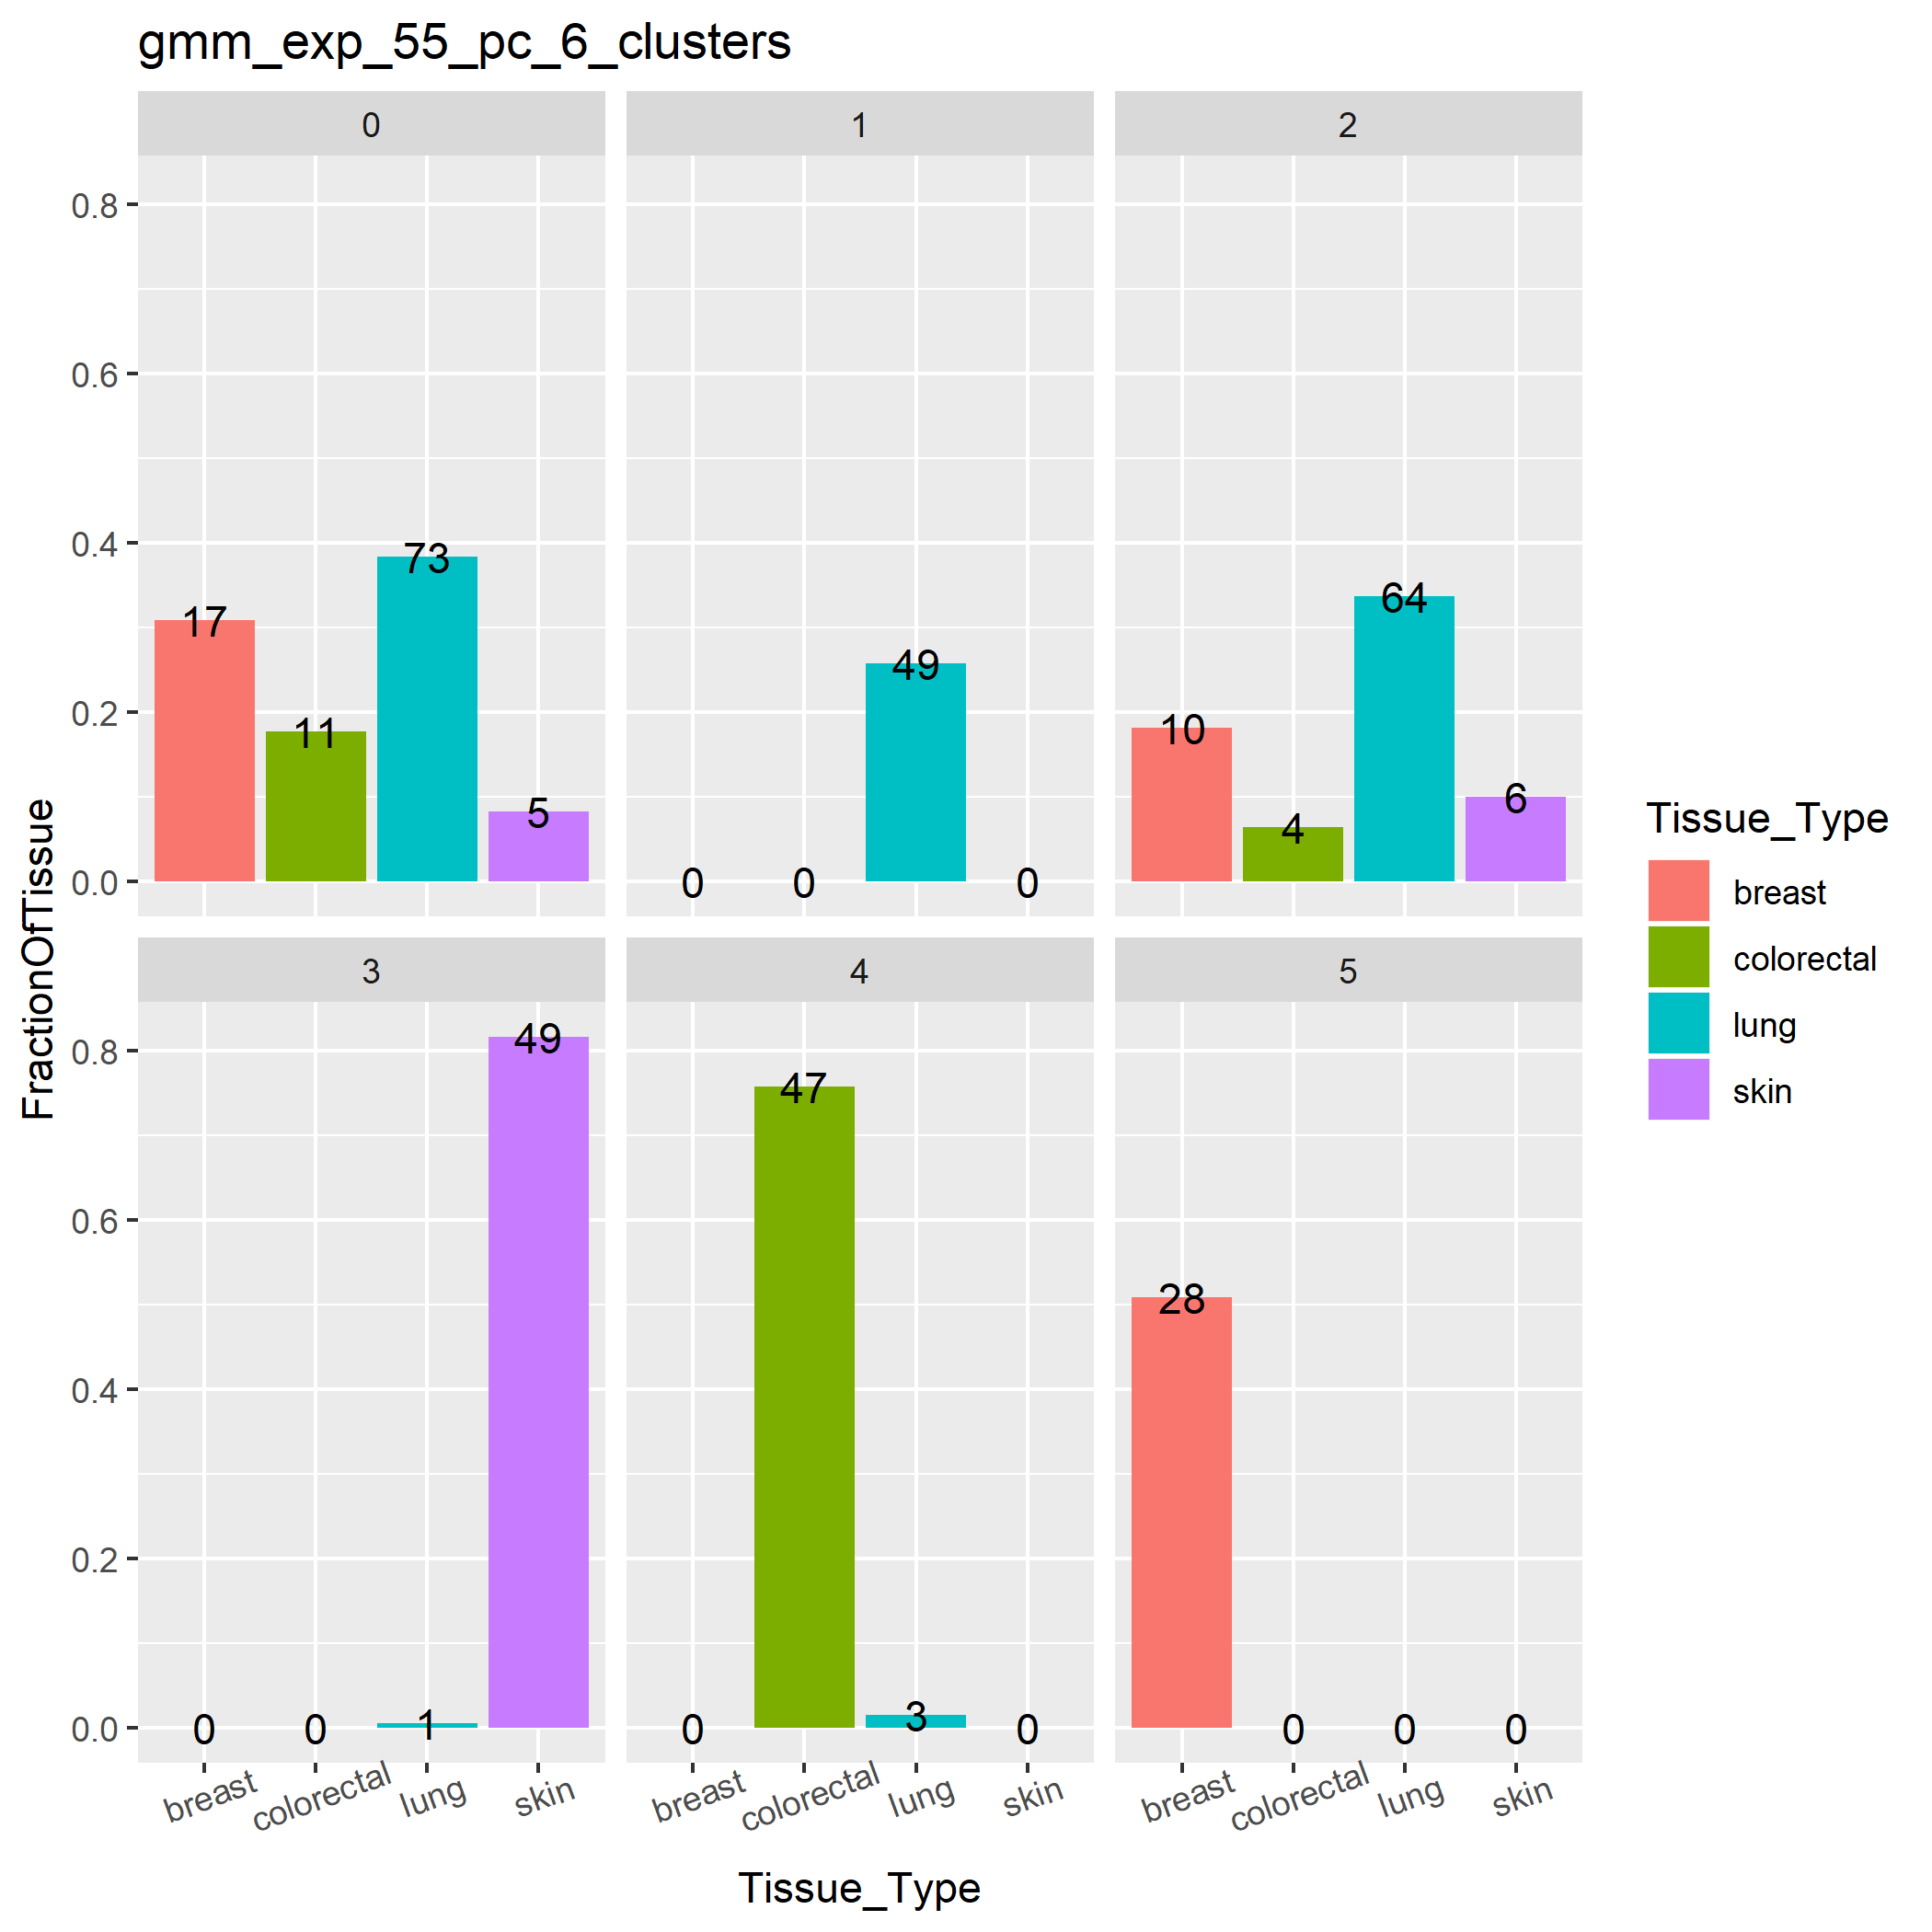 gmm_exp_55_pc_6_clusters
0 1 2
0.8
0.6
0.4
0.2
0.0
17 11 73 5
0 0 49 0
10 4 64 6
FractionOfTissue
3 4 5
0.8
0.6
0.4
0.2
0.0
0 0 1 49
0 47 3 0
28 0 0 0
breast colorectal lung skin
breast colorectal lung skin
breast colorectal lung skin
Tissue_Type
Tissue_Type
breast
colorectal
lung
skin